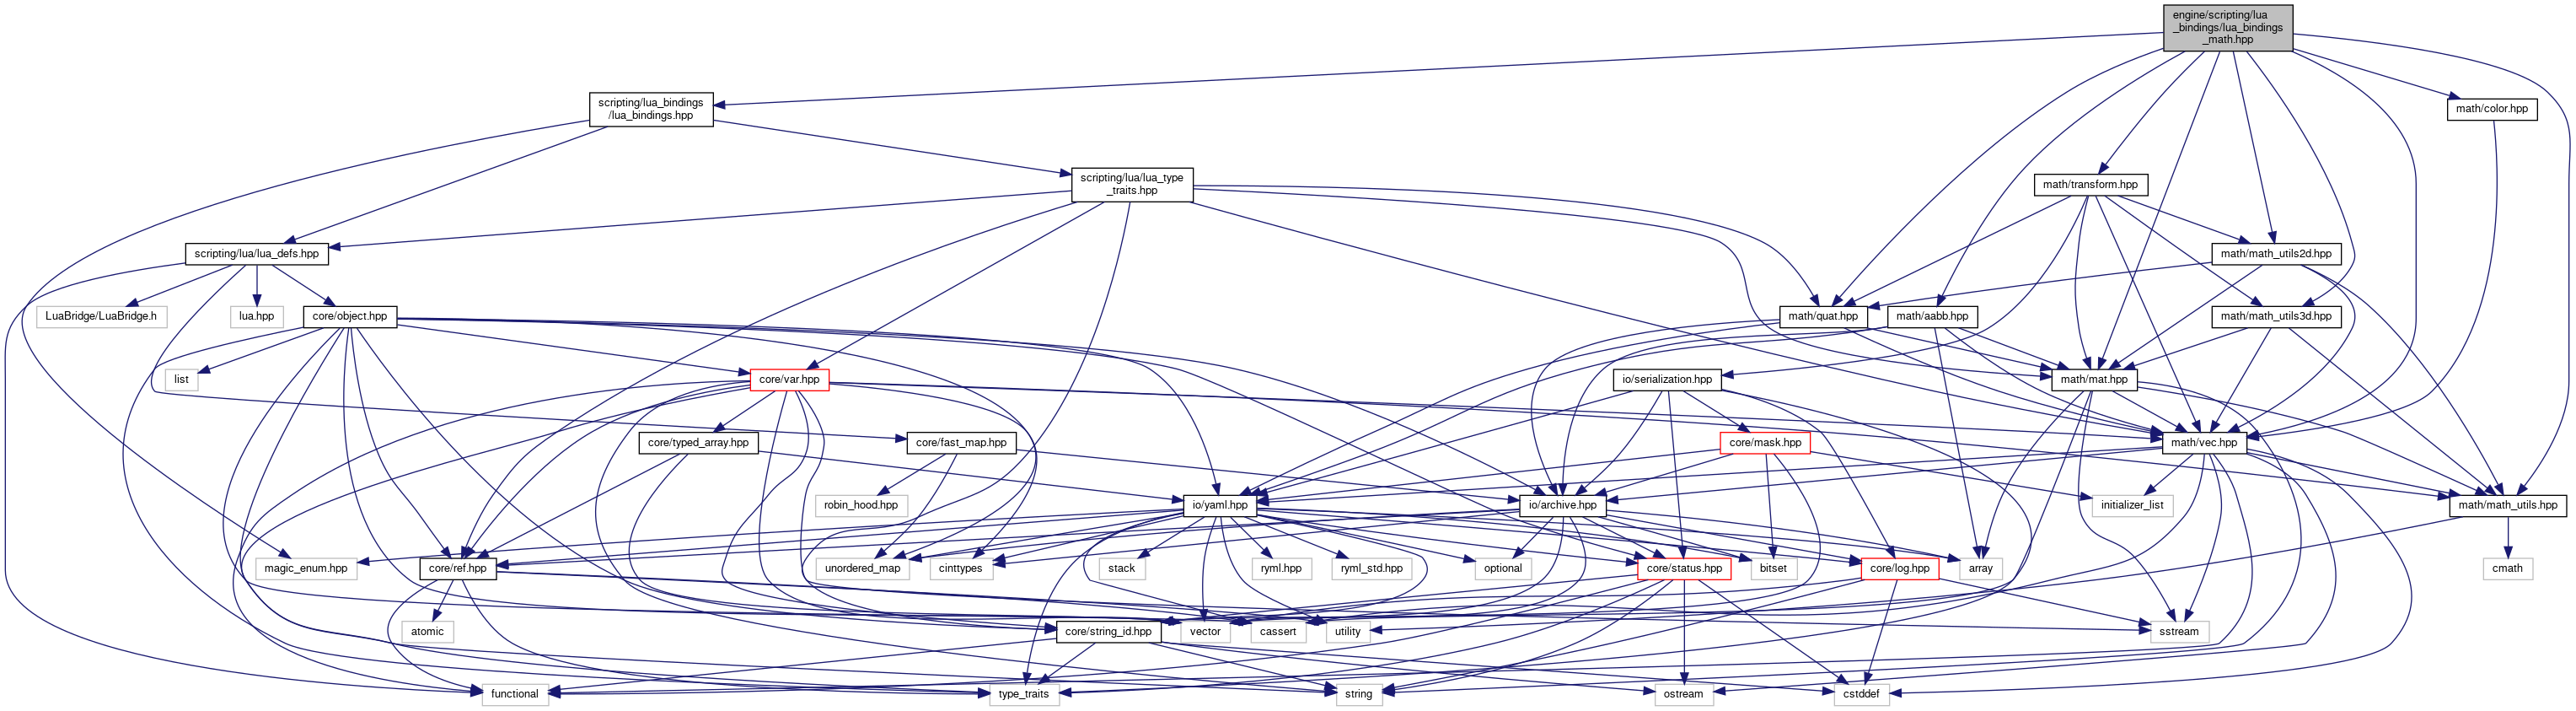 engine/scripting/lua
_bindings/lua_bindings
_math.hpp
scripting/lua_bindings
/lua_bindings.hpp
math/color.hpp
scripting/lua/lua_type
_traits.hpp
math/transform.hpp
scripting/lua/lua_defs.hpp
math/math_utils2d.hpp
LuaBridge/LuaBridge.h
lua.hpp
core/object.hpp
math/quat.hpp
math/aabb.hpp
math/math_utils3d.hpp
list
core/var.hpp
io/serialization.hpp
math/mat.hpp
core/typed_array.hpp
core/fast_map.hpp
core/mask.hpp
math/vec.hpp
robin_hood.hpp
io/yaml.hpp
io/archive.hpp
initializer_list
math/math_utils.hpp
magic_enum.hpp
core/ref.hpp
unordered_map
cinttypes
stack
ryml.hpp
ryml_std.hpp
optional
core/status.hpp
bitset
core/log.hpp
array
cmath
atomic
core/string_id.hpp
vector
cassert
utility
sstream
functional
type_traits
string
ostream
cstddef